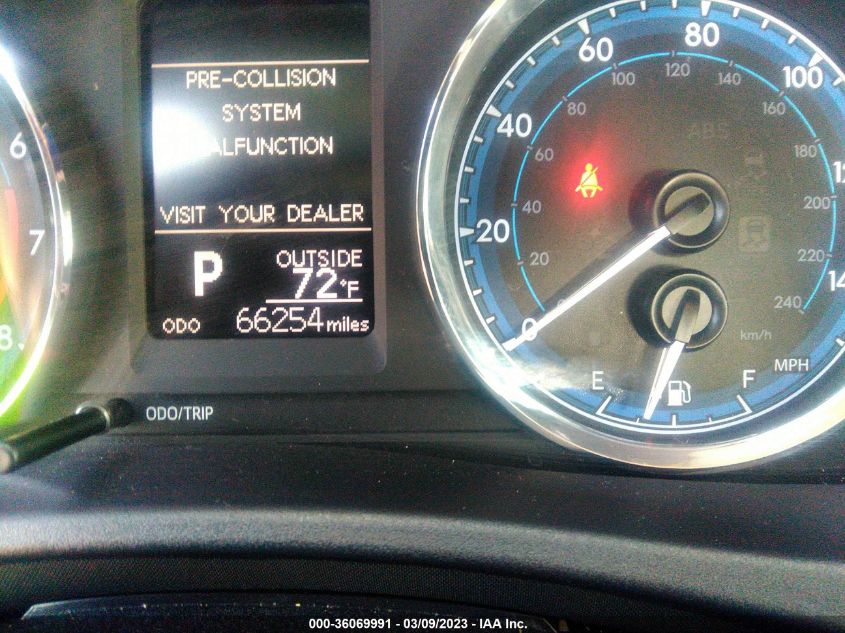 PRE-COLLISION
SYSTEM
MALFUNCTION
VISIT YOUR DEALER
P
OUTSIDE
72°F
ODO 66254 miles
ODO/TRIP
6
7
8
0
20
40
60
80
100
20
40
60
80
100
120
140
160
180
200
220
240
km/h
MPH
ABS
E
F
000-36069991 - 03/09/2023 - IAA Inc.